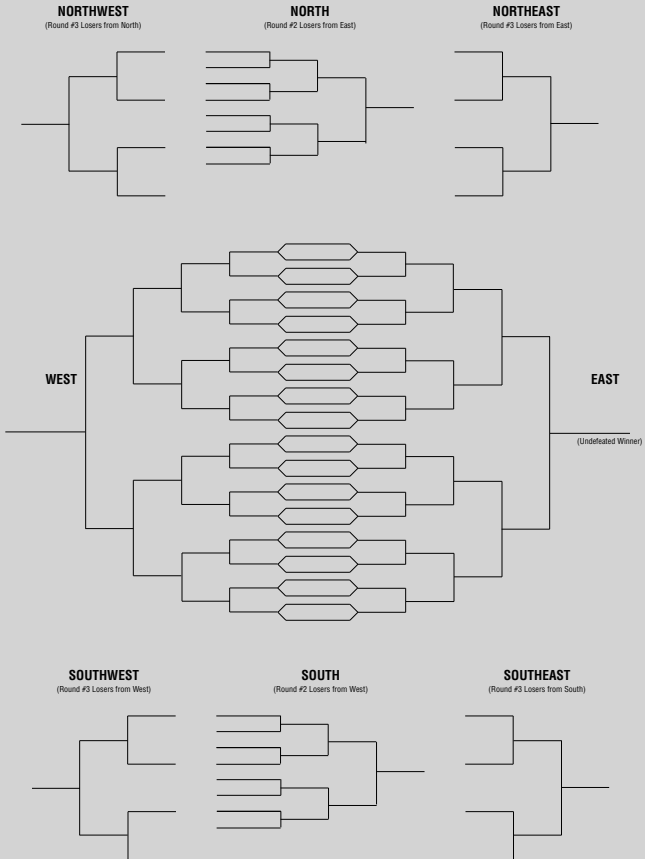 NORTHWEST
(Round #3 Losers from North)
NORTH
(Round #2 Losers from East)
NORTHEAST
(Round #3 Losers from East)
WEST
EAST
(Undefeated Winner)
SOUTHWEST
(Round #3 Losers from West)
SOUTH
(Round #2 Losers from West)
SOUTHEAST
(Round #3 Losers from South)